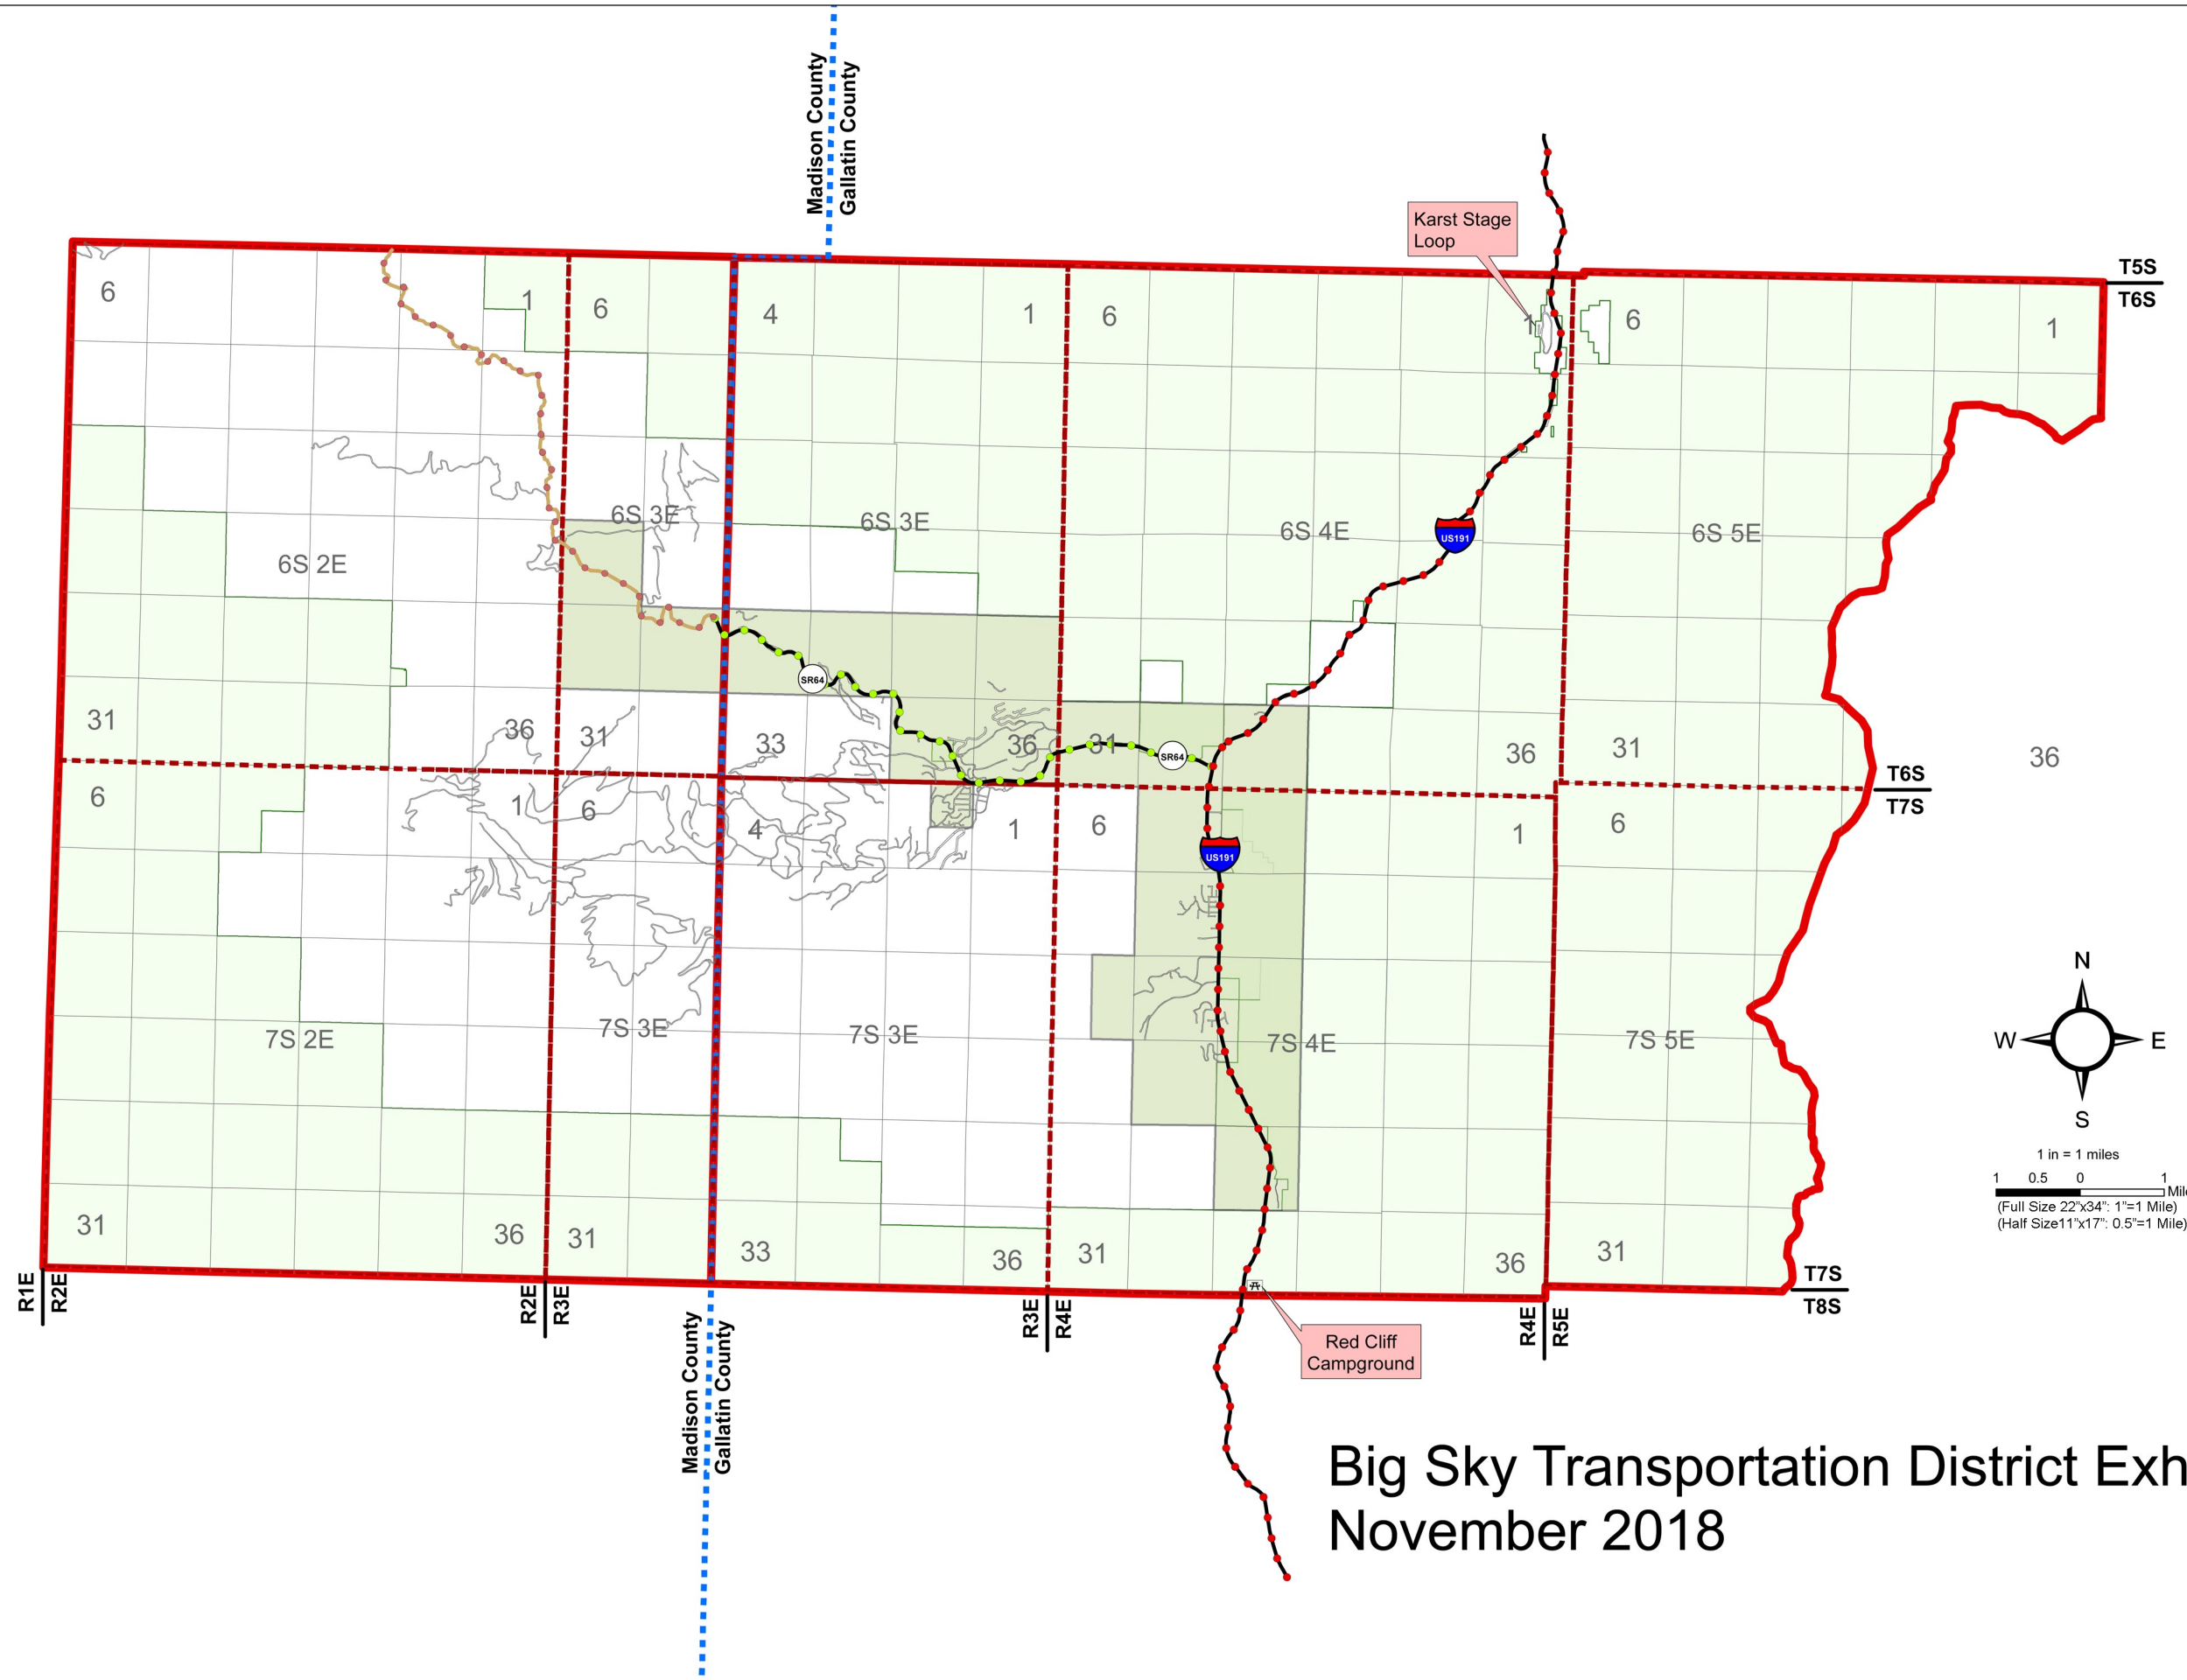 Madison County
Gallatin County
Karst Stage
Loop
T5S
T6S
6
1
6
4
1
6
1
6
1
6S 3E
6S 3E
6S 4E
6S 5E
US191
6S 2E
SR64
31
36
31
33
36
31
SR64
36
31
36
T6S
T7S
6
1
6
4
1
6
1
6
US191
N
W
E
S
7S 2E
7S 3E
7S 3E
7S 4E
7S 5E
1 in = 1 miles
1 0.5 0 1
(Full Size 22"x34": 1"=1 Mile)
(Half Size11"x17": 0.5"=1 Mile)
31
36
31
33
36
31
36
31
T7S
T8S
R1E
R2E
R2E
R3E
R3E
R4E
R4E
R5E
Madison County
Gallatin County
Red Cliff
Campground
Big Sky Transportation District
November 2018